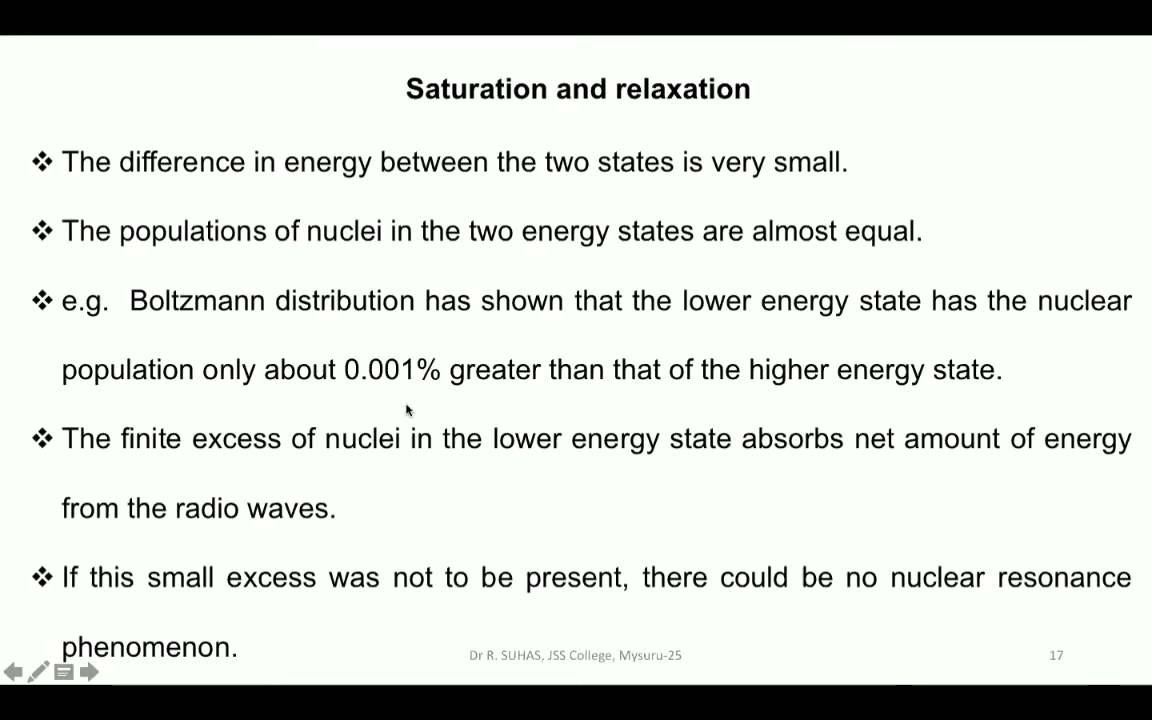 Saturation and relaxation
❖ The difference in energy between the two states is very small.
❖ The populations of nuclei in the two energy states are almost equal.
❖ e.g. Boltzmann distribution has shown that the lower energy state has the nuclear
population only about 0.001% greater than that of the higher energy state.
❖ The finite excess of nuclei in the lower energy state absorbs net amount of energy
from the radio waves.
❖ If this small excess was not to be present, there could be no nuclear resonance
phenomenon.
Dr R. SUHAS, JSS College, Mysuru-25
17